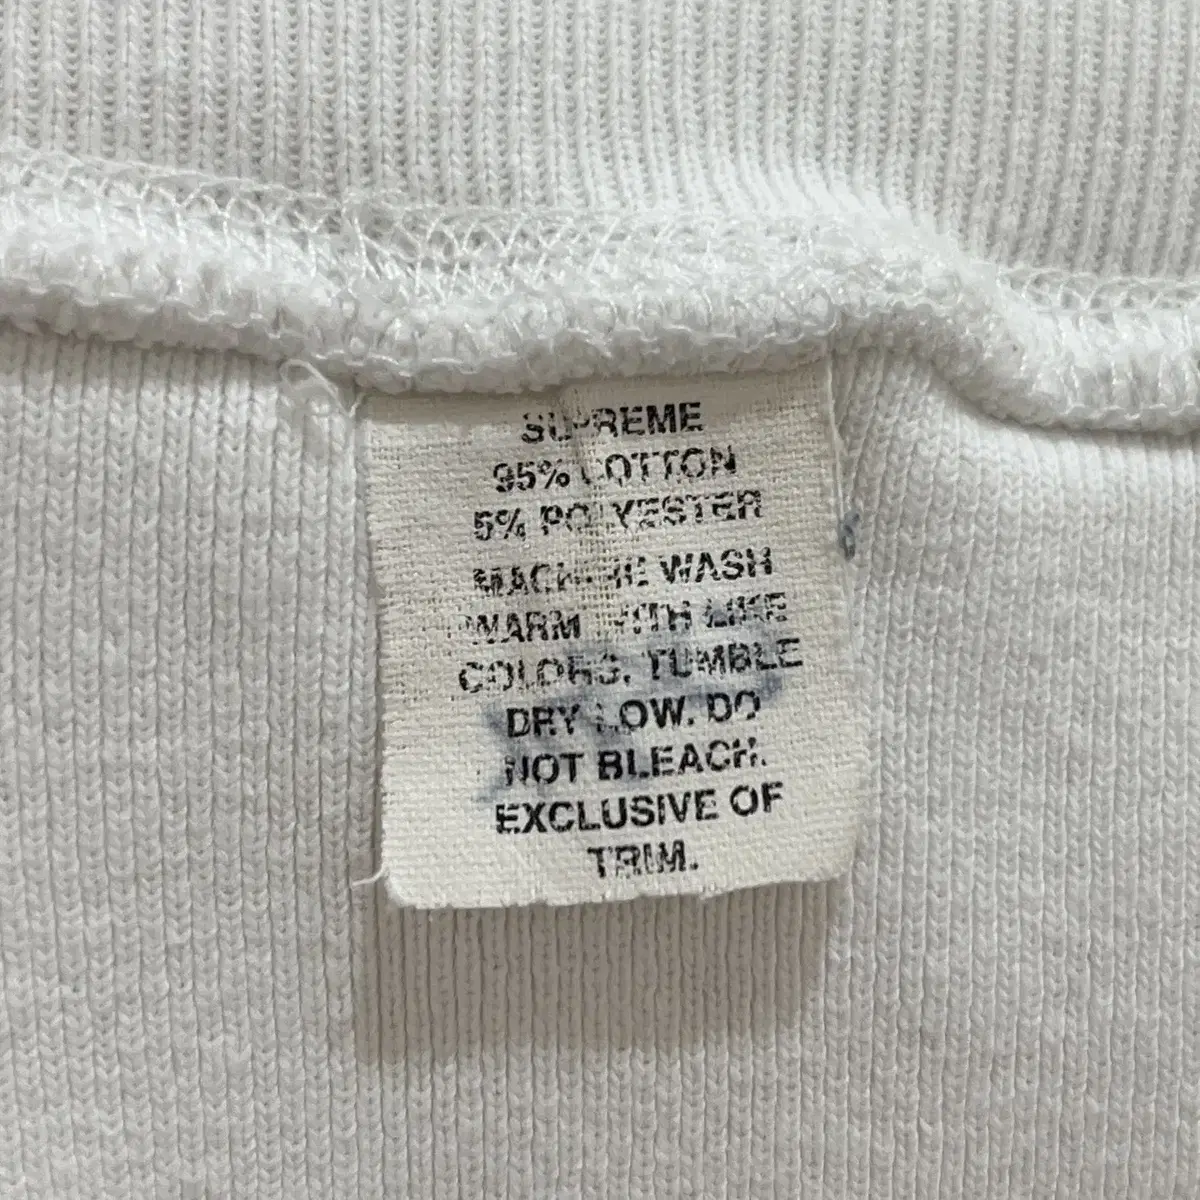 SUPREME
95% COTTON
5% POLYESTER
MACHINE WASH
WARM WITH LIKE
COLORS. TUMBLE
DRY LOW. DO
NOT BLEACH.
EXCLUSIVE OF
TRIM.